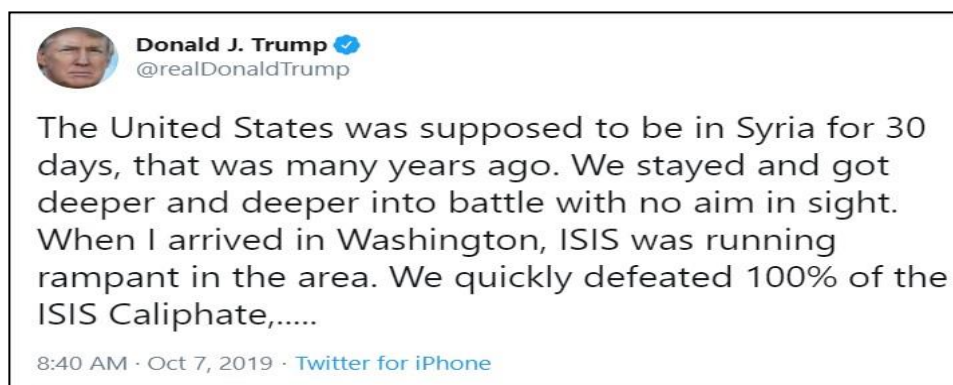 Donald J. Trump
@realDonaldTrump
The United States was supposed to be in Syria for 30
days, that was many years ago. We stayed and got
deeper and deeper into battle with no aim in sight.
When I arrived in Washington, ISIS was running
rampant in the area. We quickly defeated 100% of the
ISIS Caliphate,.....
8:40 AM · Oct 7, 2019 · Twitter for iPhone